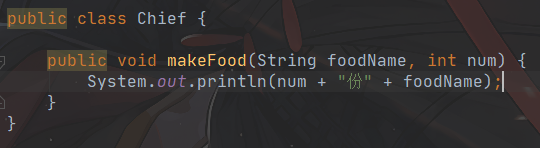 public class Chief {
public void makeFood(String foodName, int num) {
System.out.println(num + "份" + foodName);
}
}